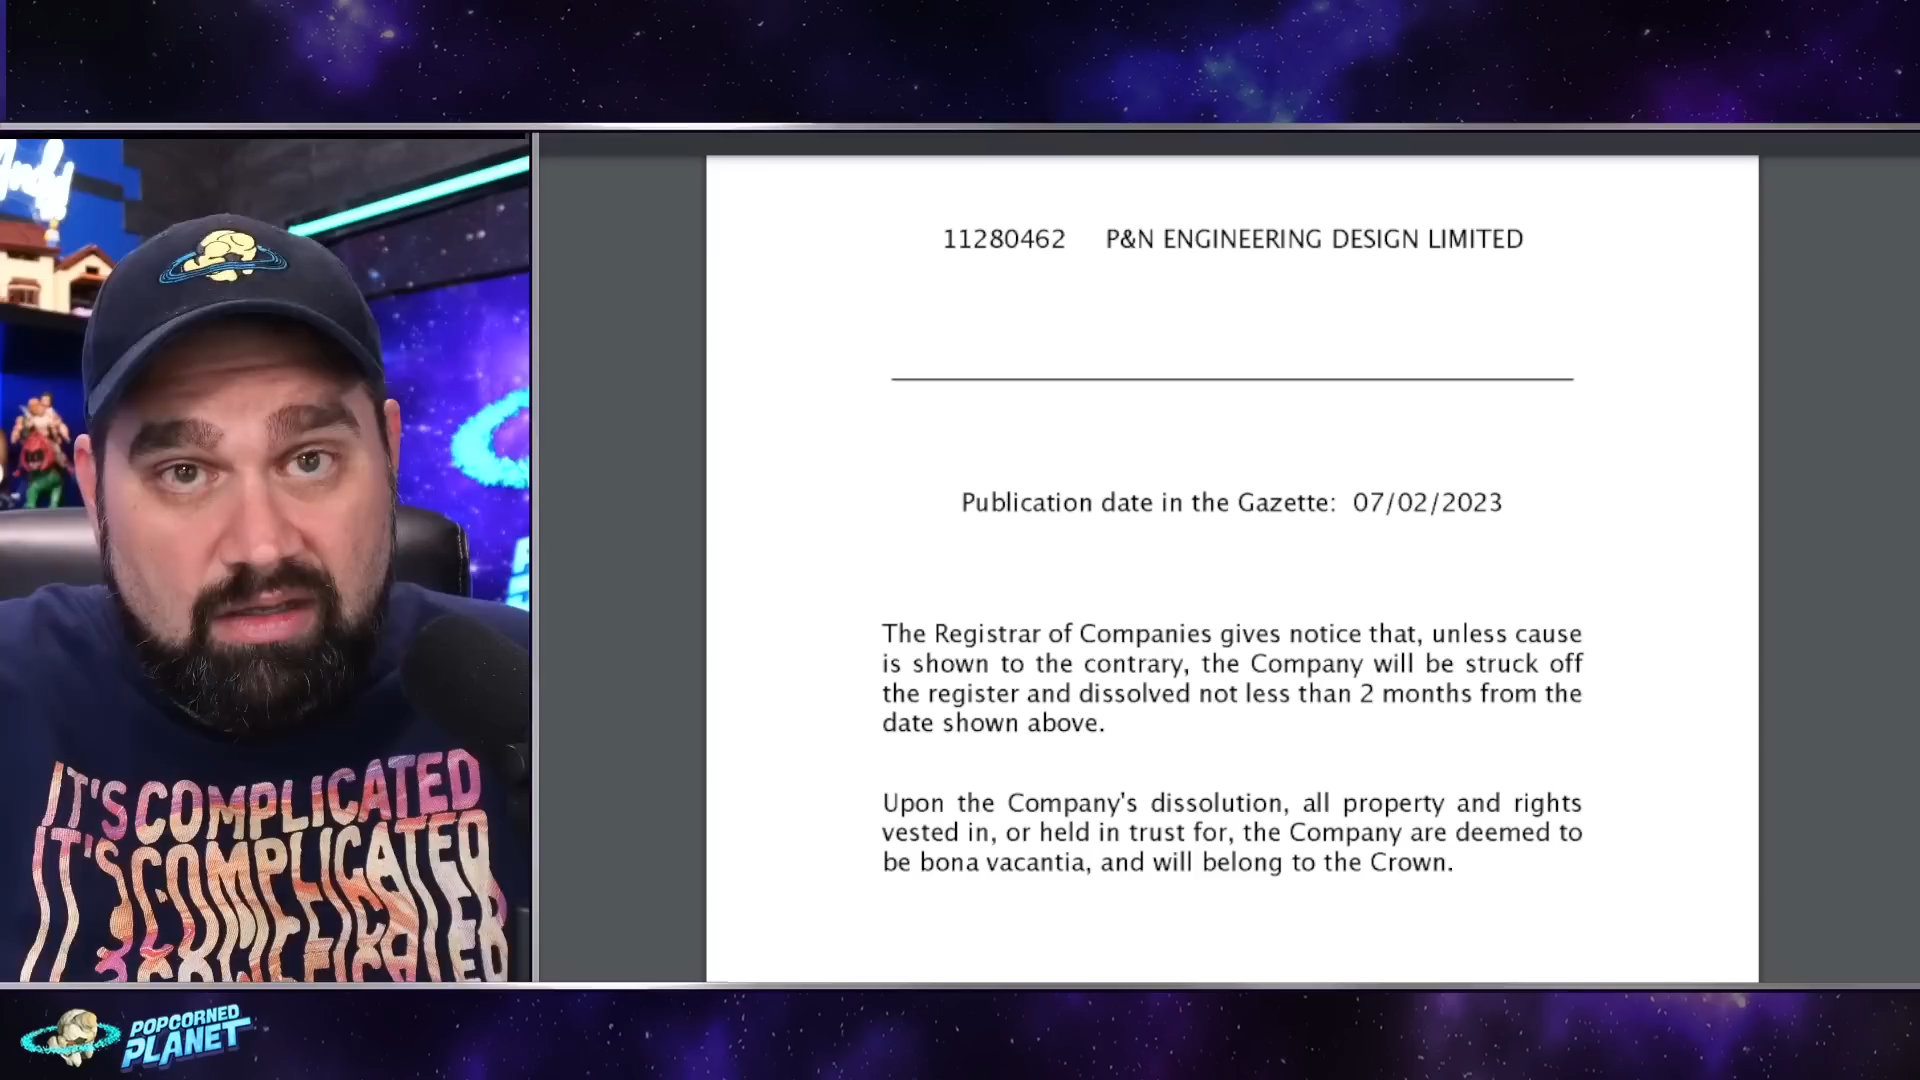 Andy
11280462 P&N ENGINEERING DESIGN LIMITED
Publication date in the Gazette: 07/02/2023
The Registrar of Companies gives notice that, unless cause
is shown to the contrary, the Company will be struck off
the register and dissolved not less than 2 months from the
date shown above.
Upon the Company's dissolution, all property and rights
vested in, or held in trust for, the Company are deemed to
be bona vacantia, and will belong to the Crown.
IT'S COMPLICATED
IT'S COMPLICATED
IT'S COMPLICATED
POPCORNED
PLANET